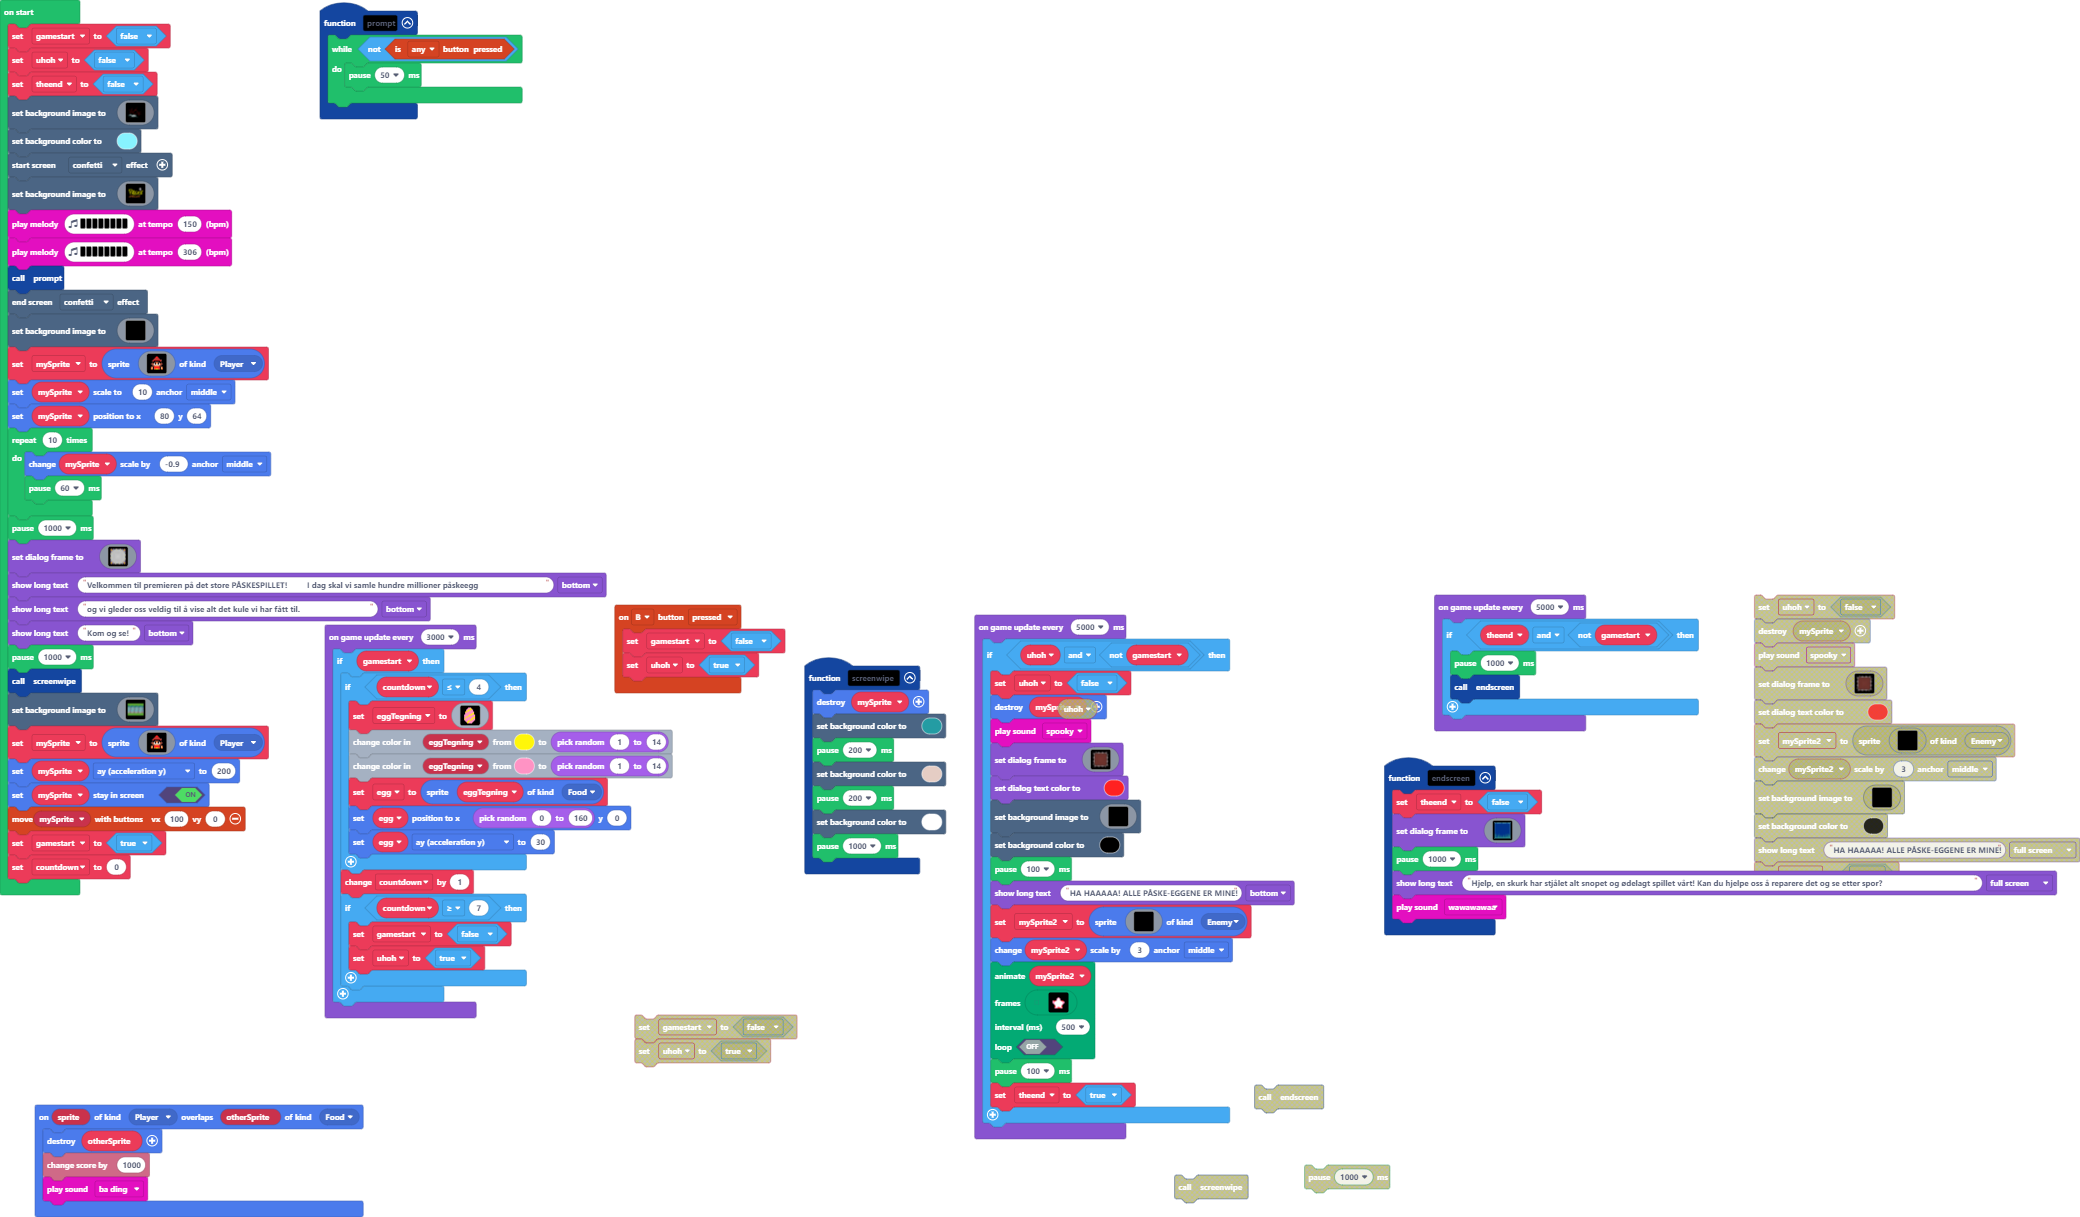 on start
set gamestart to false
set uhoh to false
set theend to false
set background image to
set background color to
start screen confetti effect
set background image to
play melody at tempo 150 (bpm)
play melody at tempo 306 (bpm)
call prompt
end screen confetti effect
set background image to
set mySprite to sprite of kind Player
set mySprite scale to 10 anchor middle
set mySprite position to x 80 y 64
repeat 10 times
do
change mySprite scale by -0.9 anchor middle
pause 60 ms
pause 1000 ms
set dialog frame to
show long text "Velkommen til premieren på det store PÅSKESPILLET! I dag skal vi samle hundre millioner påskeegg" bottom
show long text "og vi gleder oss veldig til å vise alt det kule vi har fått til." bottom
show long text "Kom og se!" bottom
pause 1000 ms
call screenwipe
set background image to
set mySprite to sprite of kind Player
set mySprite ay (acceleration y) to 200
set mySprite stay in screen ON
move mySprite with buttons vx 100 vy 0
set gamestart to true
set countdown to 0
function prompt
while not is any button pressed
do
pause 50 ms
on game update every 3000 ms
if gamestart then
if countdown ≤ 4 then
set eggTegning to
change color in eggTegning from to pick random 1 to 14
change color in eggTegning from to pick random 1 to 14
set egg to sprite eggTegning of kind Food
set egg position to x pick random 0 to 160 y 0
set egg ay (acceleration y) to 30
change countdown by 1
if countdown ≥ 7 then
set gamestart to false
set uhoh to true
on B button pressed
set gamestart to false
set uhoh to true
set gamestart to false
set uhoh to true
on sprite of kind Player overlaps otherSprite of kind Food
destroy otherSprite
change score by 1000
play sound ba ding
function screenwipe
destroy mySprite
set background color to
pause 200 ms
set background color to
pause 200 ms
set background color to
pause 1000 ms
on game update every 5000 ms
if uhoh and not gamestart then
set uhoh to false
destroy mySp uhoh
play sound spooky
set dialog frame to
set dialog text color to
set background image to
set background color to
pause 100 ms
show long text "HA HAAAAA! ALLE PÅSKE-EGGENE ER MINE!" bottom
set mySprite2 to sprite of kind Enemy
change mySprite2 scale by 3 anchor middle
animate mySprite2
frames
interval (ms) 500
loop OFF
pause 100 ms
set theend to true
call endscreen
call screenwipe
pause 1000 ms
on game update every 5000 ms
if theend and not gamestart then
pause 1000 ms
call endscreen
function endscreen
set theend to false
set dialog frame to
pause 1000 ms
show long text "Hjelp, en skurk har stjålet alt snopet og ødelagt spillet vårt! Kan du hjelpe oss å reparere det og se etter spor?" full screen
play sound wawawawaa
set uhoh to false
destroy mySprite
play sound spooky
set dialog frame to
set dialog text color to
set mySprite2 to sprite of kind Enemy
change mySprite2 scale by 3 anchor middle
set background image to
set background color to
show long text "HA HAAAAA! ALLE PÅSKE-EGGENE ER MINE!" full screen